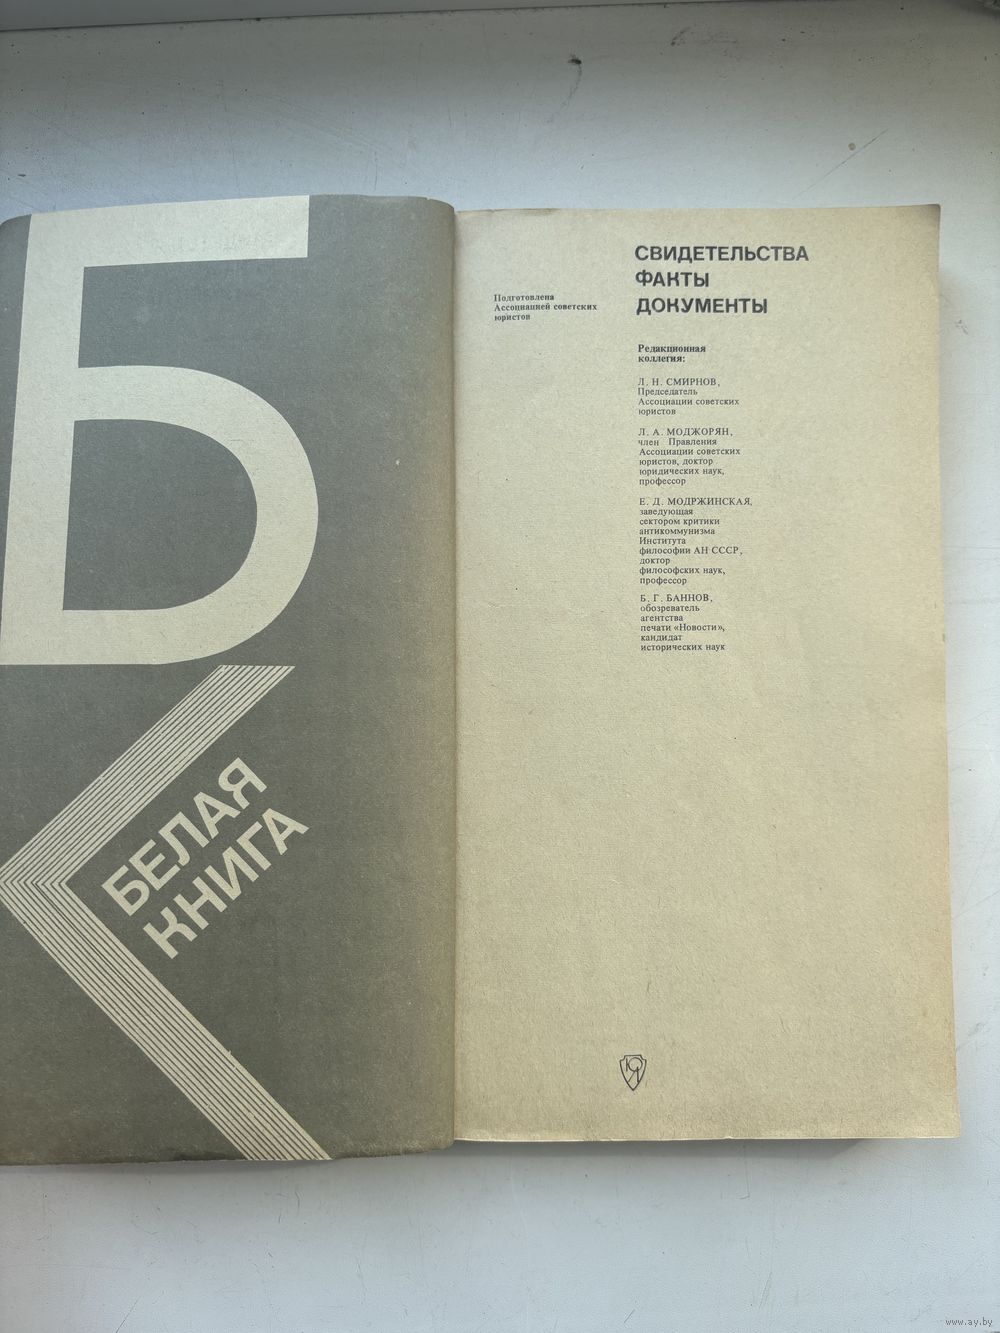 Б
БЕЛАЯ
КНИГА
Подготовлена
Ассоциацией советских
юристов
СВИДЕТЕЛЬСТВА
ФАКТЫ
ДОКУМЕНТЫ
Редакционная
коллегия:
Л. Н. СМИРНОВ,
Председатель
Ассоциации советских
юристов
Л. А. МОДЖОРЯН,
член Правления
Ассоциации советских
юристов, доктор
юридических наук,
профессор
Е. Д. МОДРЖИНСКАЯ,
заведующая
сектором критики
антикоммунизма
Института
философии АН СССР,
доктор
философских наук,
профессор
Б. Г. БАННОВ,
обозреватель
агентства
печати «Новости»,
кандидат
исторических наук
ЮЛ
www.ay.by